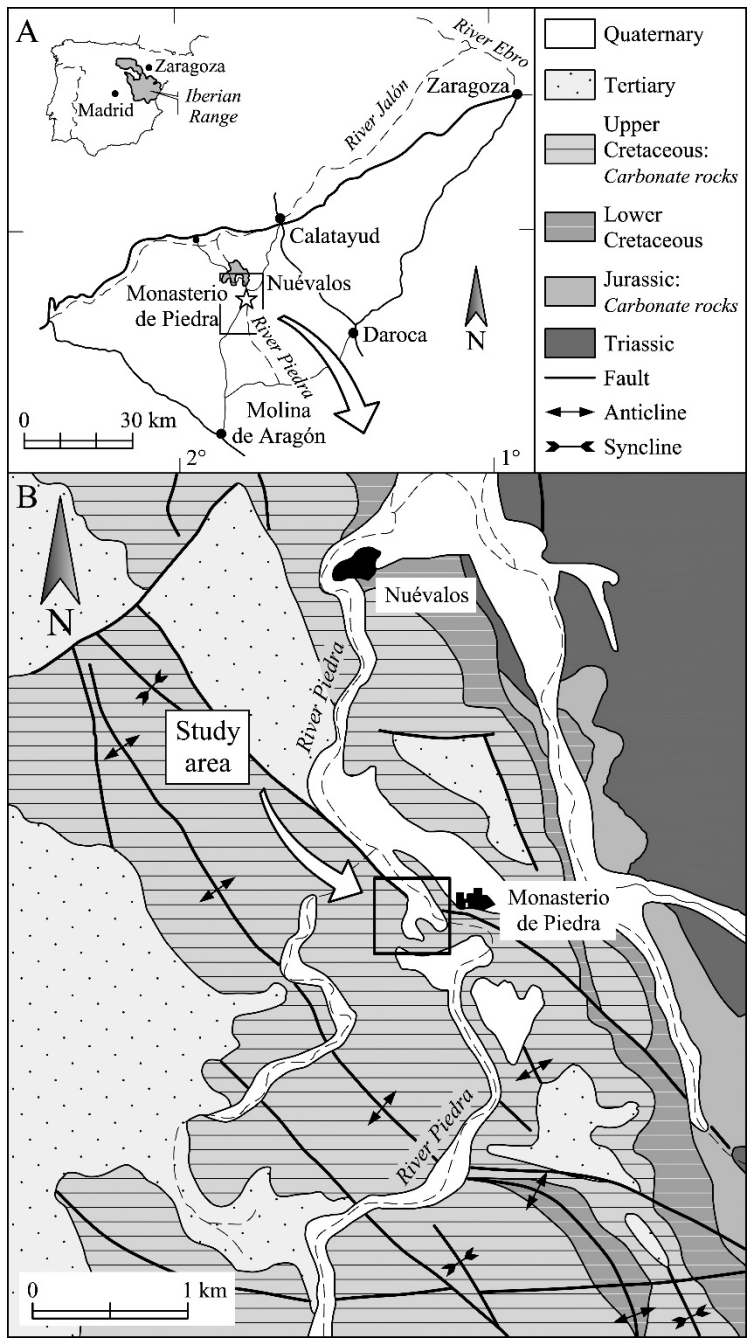 A
Zaragoza
Madrid
Iberian
Range
River Ebro
Zaragoza
River Jalón
Calatayud
Nuévalos
Monasterio
de Piedra
River Piedra
Daroca
N
0 30 km
Molina
de Aragón
2° 1°
Quaternary
Tertiary
Upper
Cretaceous:
Carbonate rocks
Lower
Cretaceous
Jurassic:
Carbonate rocks
Triassic
Fault
Anticline
Syncline
B
N
Nuévalos
River Piedra
Study
area
Monasterio
de Piedra
River Piedra
0 1 km